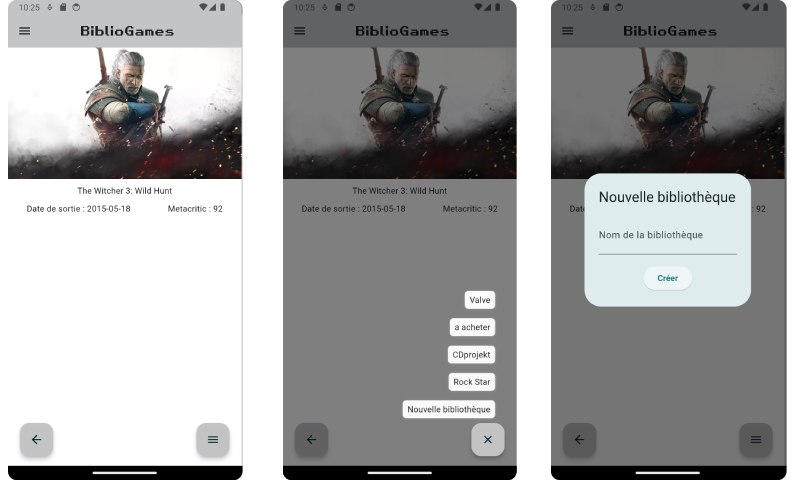 10:25
BiblioGames
The Witcher 3: Wild Hunt
Date de sortie : 2015-05-18 Metacritic : 92
10:25
BiblioGames
The Witcher 3: Wild Hunt
Date de sortie : 2015-05-18 Metacritic : 92
Valve
a acheter
CDprojekt
Rock Star
Nouvelle bibliothèque
10:25
BiblioGames
Nouvelle bibliothèque
Dat : 92
Nom de la bibliothèque
Créer